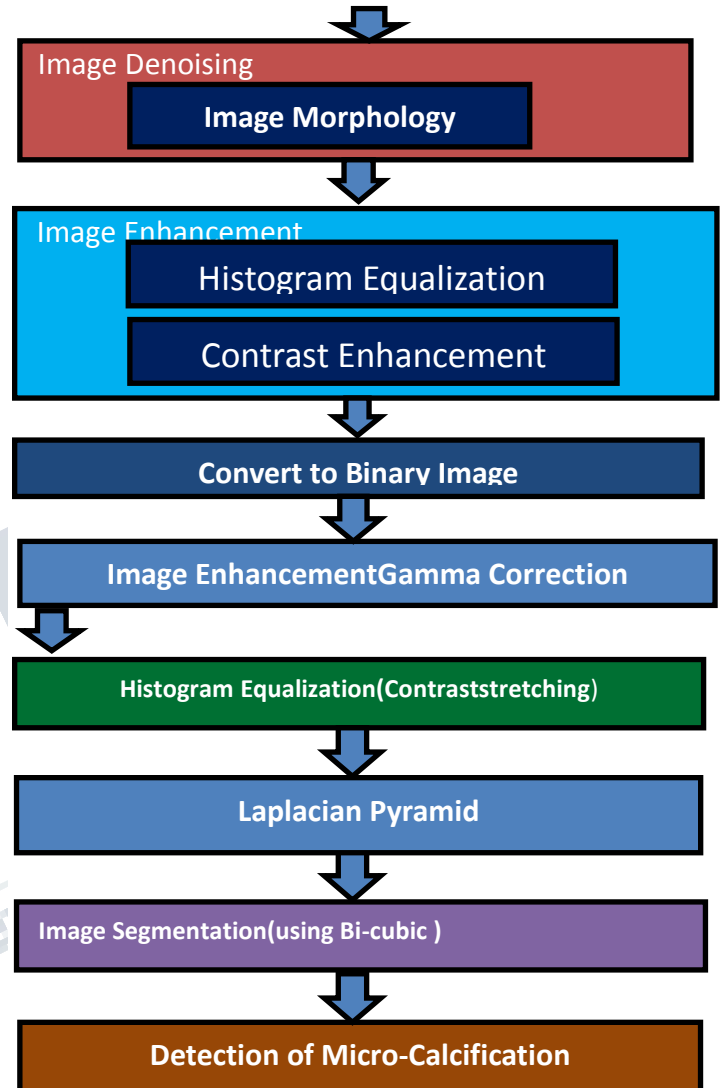 Image Denoising
Image Morphology
Image Enhancement
Histogram Equalization
Contrast Enhancement
Convert to Binary Image
Image EnhancementGamma Correction
Histogram Equalization(Contraststretching)
Laplacian Pyramid
Image Segmentation(using Bi-cubic )
Detection of Micro-Calcification